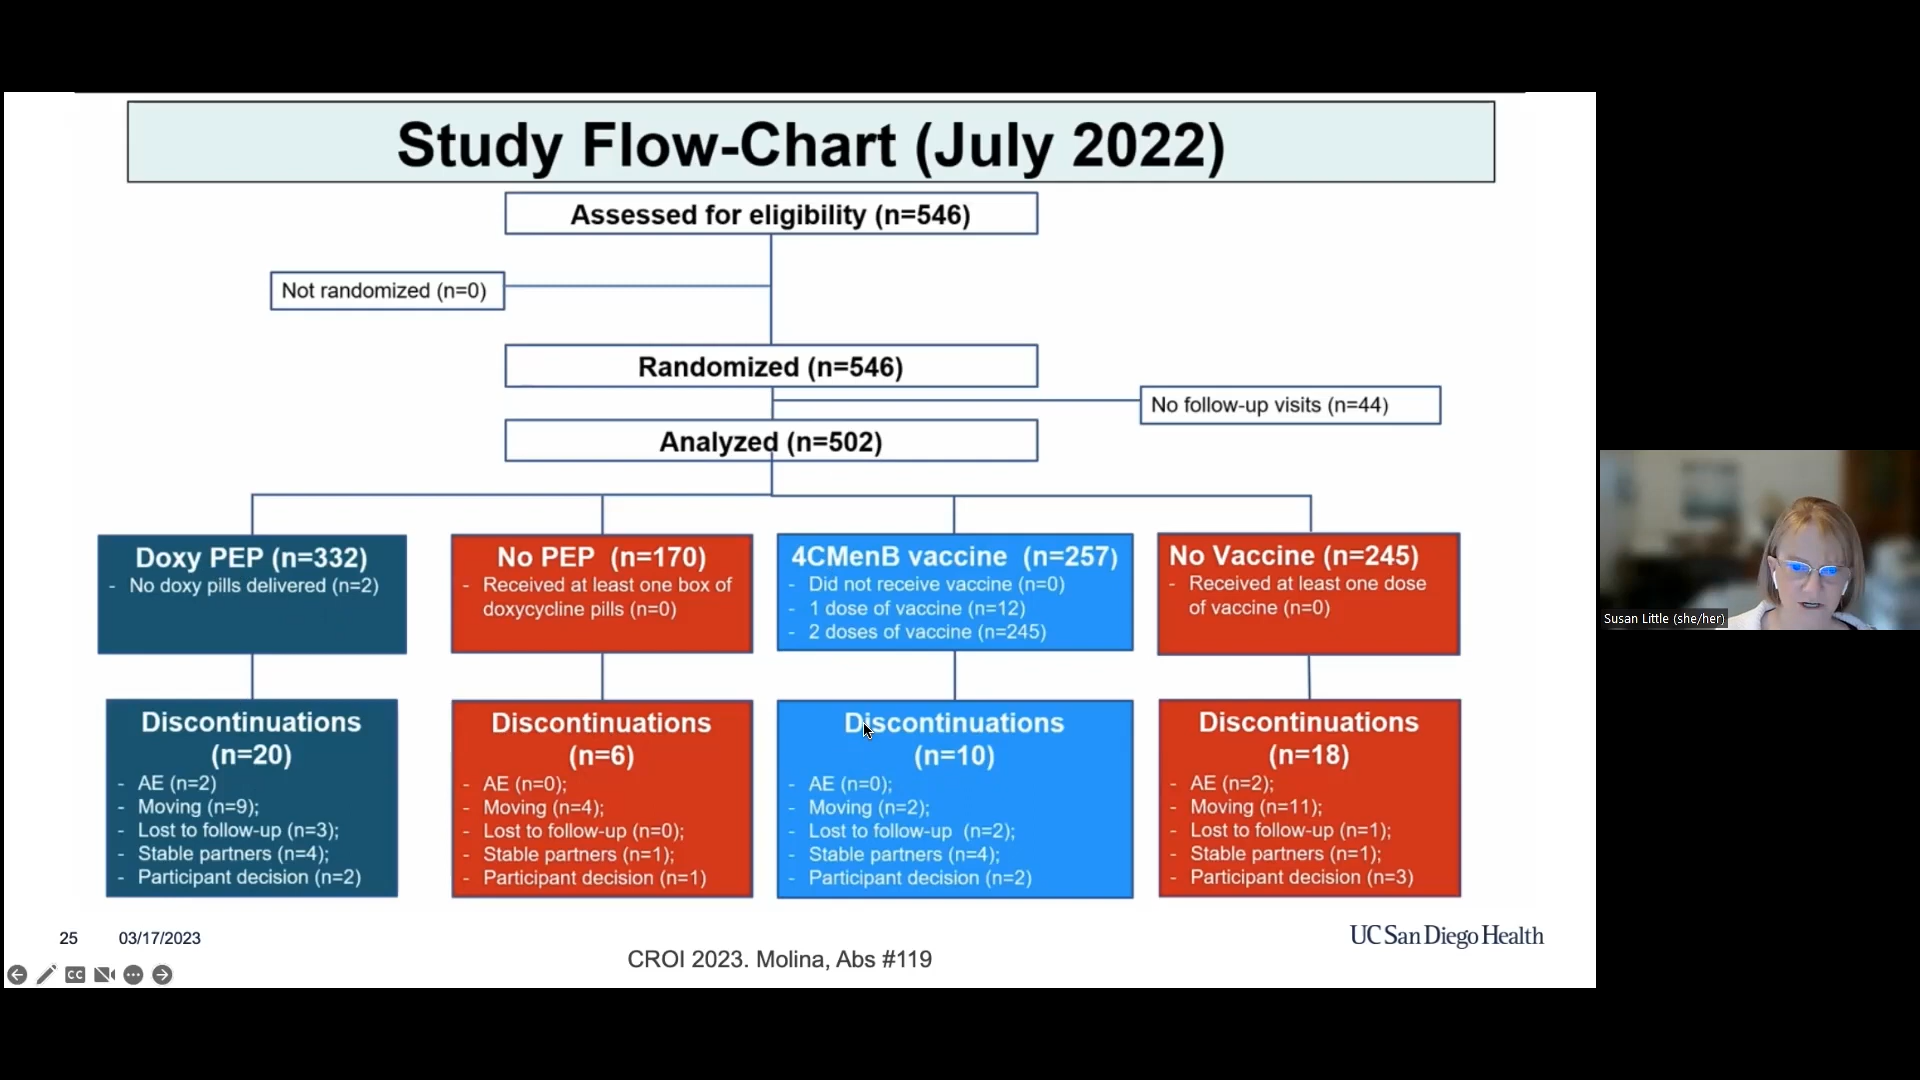 Study Flow-Chart (July 2022)
Assessed for eligibility (n=546)
Not randomized (n=0)
Randomized (n=546)
No follow-up visits (n=44)
Analyzed (n=502)
Doxy PEP (n=332)
- No doxy pills delivered (n=2)
No PEP (n=170)
- Received at least one box of
doxycycline pills (n=0)
4CMenB vaccine (n=257)
- Did not receive vaccine (n=0)
- 1 dose of vaccine (n=12)
- 2 doses of vaccine (n=245)
No Vaccine (n=245)
- Received at least one dose
of vaccine (n=0)
Discontinuations
(n=20)
- AE (n=2)
- Moving (n=9);
- Lost to follow-up (n=3);
- Stable partners (n=4);
- Participant decision (n=2)
Discontinuations
(n=6)
- AE (n=0);
- Moving (n=4);
- Lost to follow-up (n=0);
- Stable partners (n=1);
- Participant decision (n=1)
Discontinuations
(n=10)
- AE (n=0);
- Moving (n=2);
- Lost to follow-up (n=2);
- Stable partners (n=4);
- Participant decision (n=2)
Discontinuations
(n=18)
- AE (n=2);
- Moving (n=11);
- Lost to follow-up (n=1);
- Stable partners (n=1);
- Participant decision (n=3)
25 03/17/2023
CROI 2023. Molina, Abs #119
UC San Diego Health
CC
Susan Little (she/her)